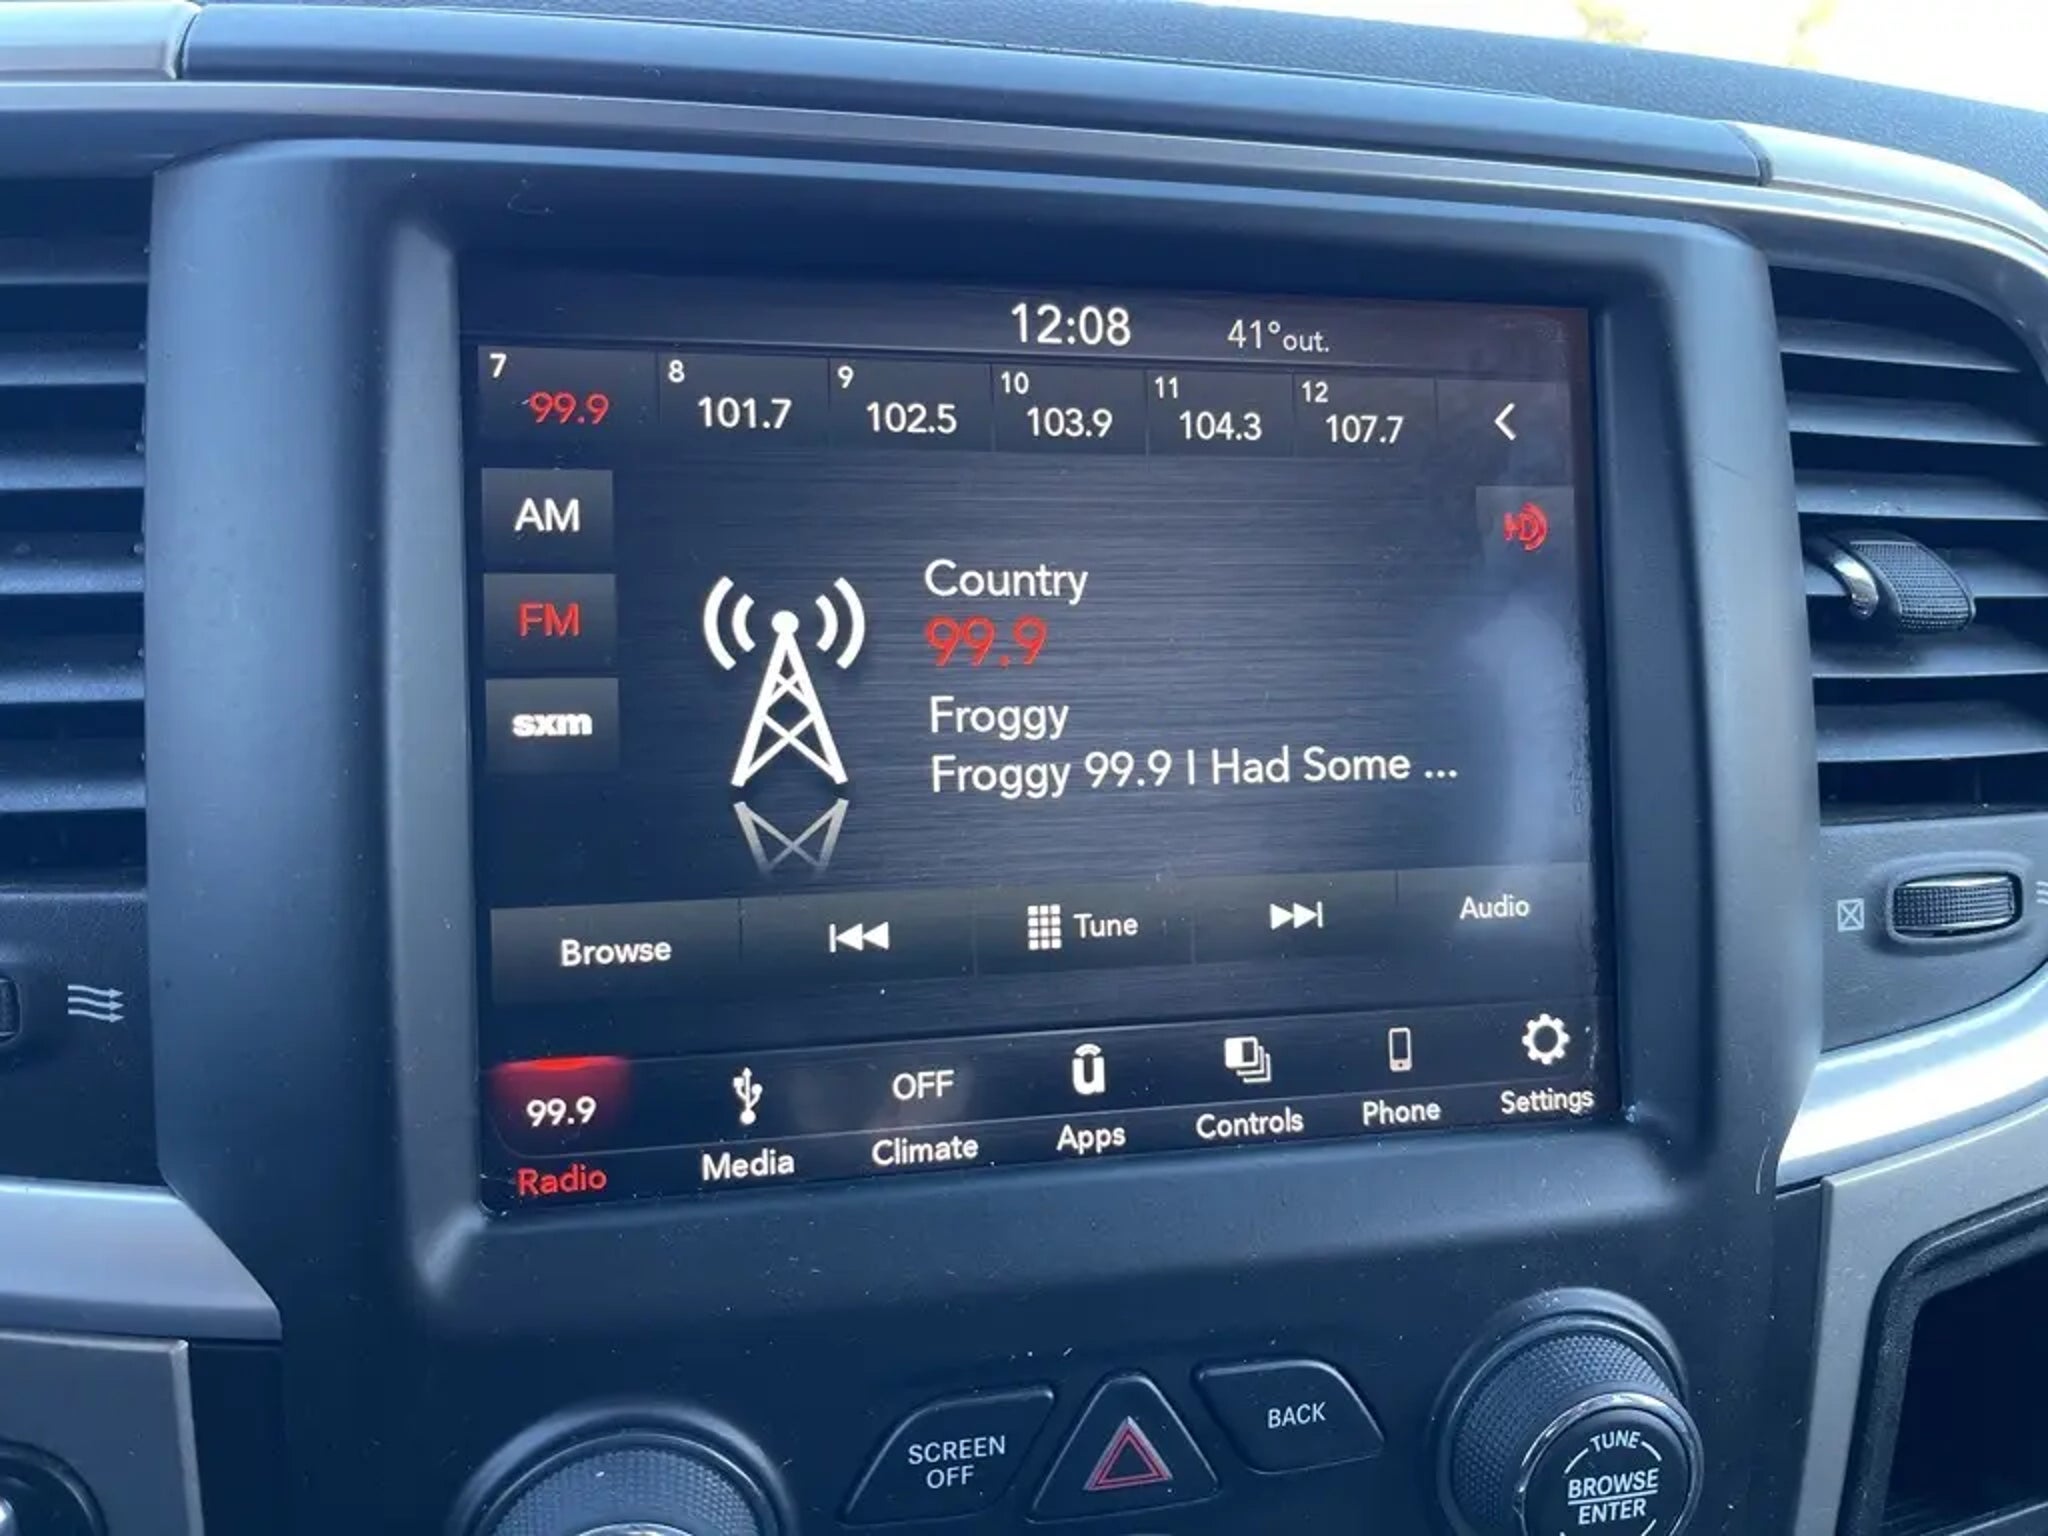 12:08 41°out.
7 8 9 10 11 12
99.9 101.7 102.5 103.9 104.3 107.7
AM
HD
Country
FM
99.9
Froggy
sxm
Froggy 99.9 I Had Some ...
Browse Tune Audio
99.9 OFF
Radio Media Climate Apps Controls Phone Settings
SCREEN OFF
BACK
TUNE
BROWSE
ENTER